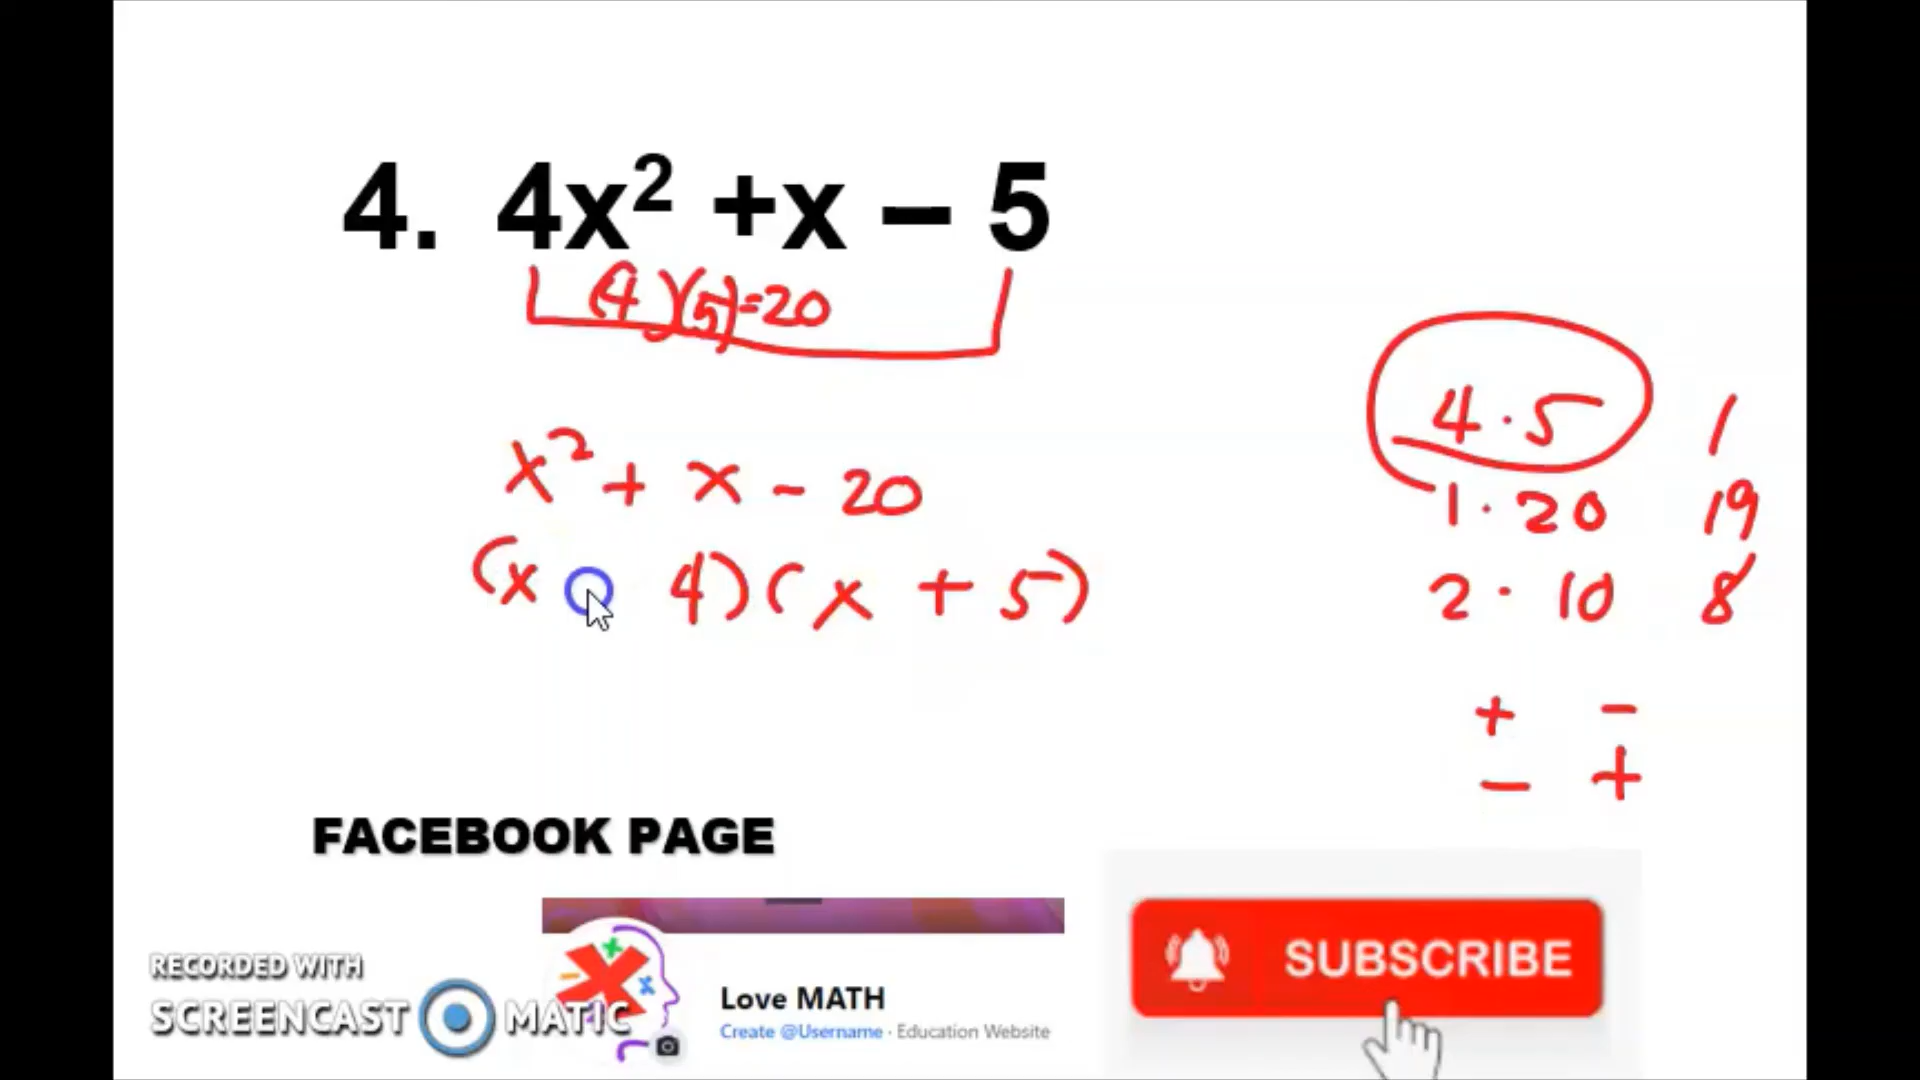 4. 4x² +x – 5
(4)(5)=20
x² + x - 20
(x 4)(x + 5)
4 · 5 1
1 · 20 19
2 · 10 8
+ -
- +
FACEBOOK PAGE
RECORDED WITH
SCREENCAST MATIC
Love MATH
Create @Username · Education Website
SUBSCRIBE